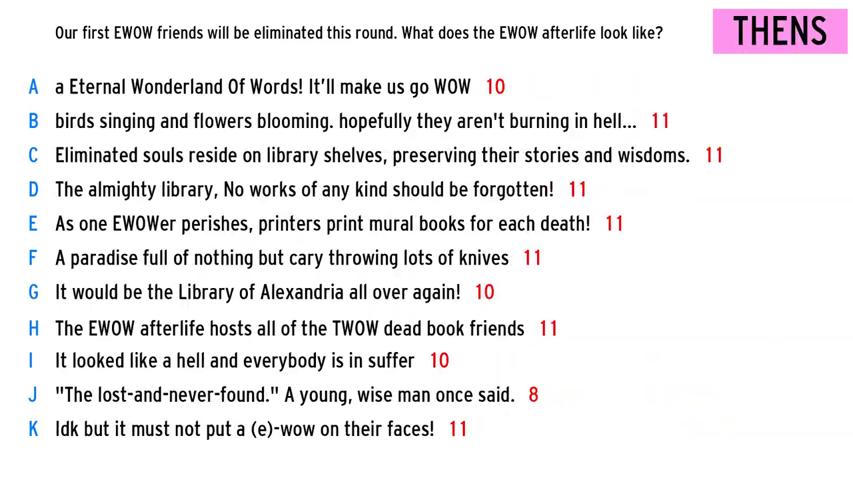 Our first EWOW friends will be eliminated this round. What does the EWOW afterlife look like?
THENS
A a Eternal Wonderland Of Words! It'll make us go WOW 10
B birds singing and flowers blooming. hopefully they aren't burning in hell... 11
C Eliminated souls reside on library shelves, preserving their stories and wisdoms. 11
D The almighty library, No works of any kind should be forgotten! 11
E As one EWOWer perishes, printers print mural books for each death! 11
F A paradise full of nothing but cary throwing lots of knives 11
G It would be the Library of Alexandria all over again! 10
H The EWOW afterlife hosts all of the TWOW dead book friends 11
I It looked like a hell and everybody is in suffer 10
J "The lost-and-never-found." A young, wise man once said. 8
K Idk but it must not put a (e)-wow on their faces! 11